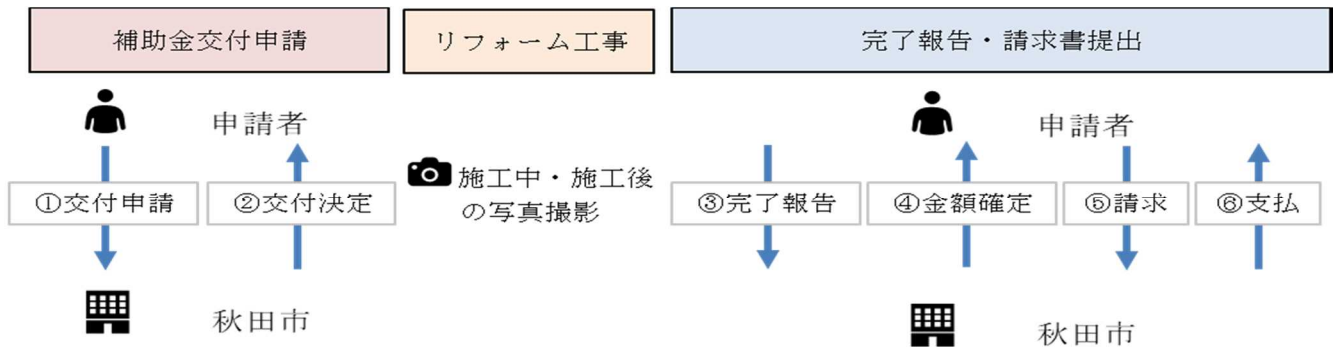 補助金交付申請
リフォーム工事
完了報告・請求書提出
申請者
申請者
①交付申請
②交付決定
施工中・施工後
の写真撮影
③完了報告
④金額確定
⑤請求
⑥支払
秋田市
秋田市